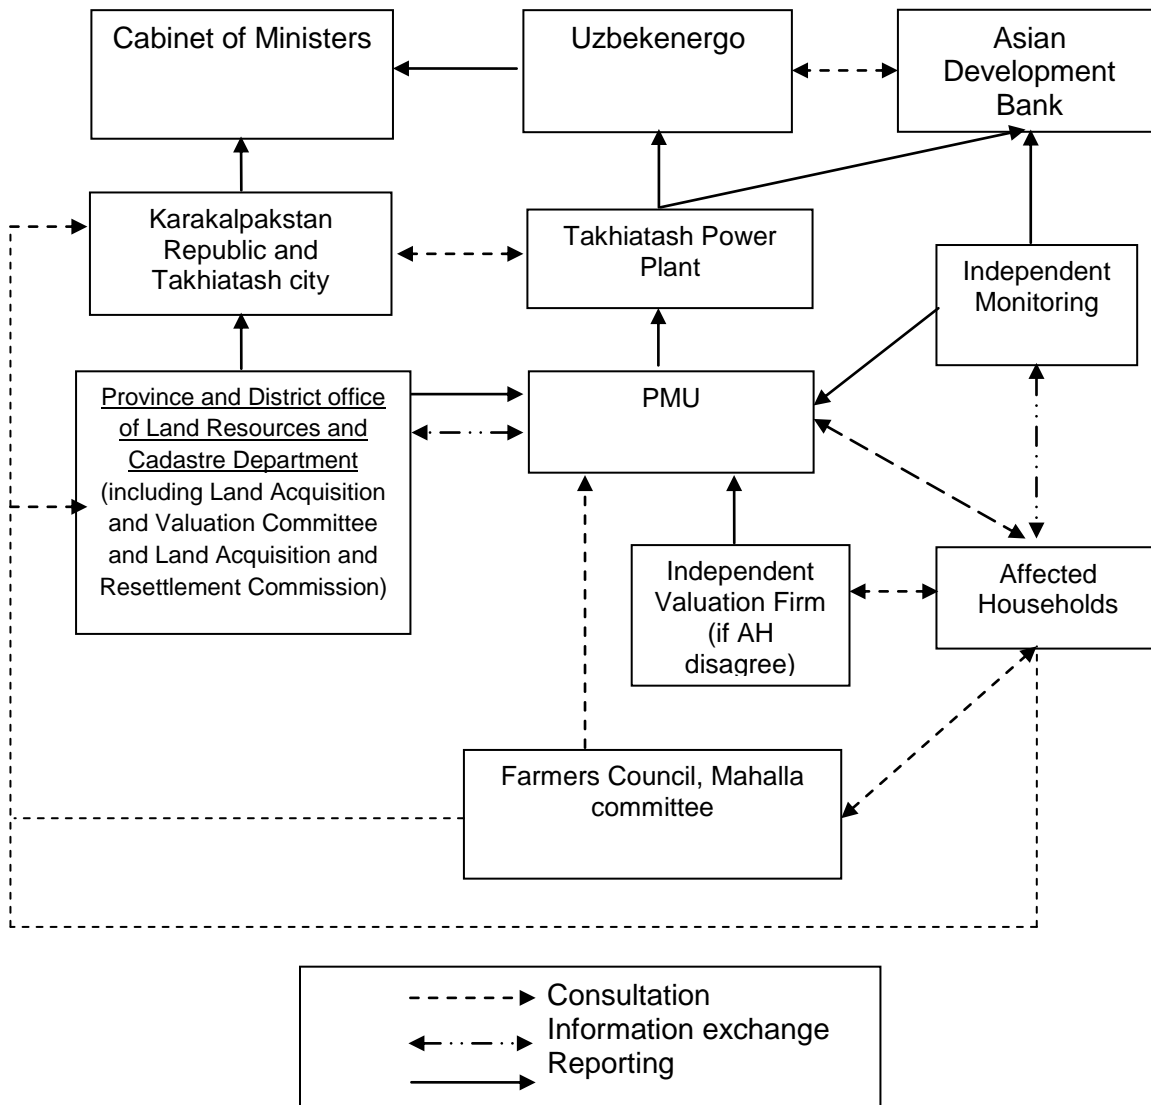 Cabinet of Ministers
Uzbekenergo
Asian
Development
Bank
Karakalpakstan
Republic and
Takhiatash city
Takhiatash Power
Plant
Independent
Monitoring
Province and District office
of Land Resources and
Cadastre Department
(including Land Acquisition
and Valuation Committee
and Land Acquisition and
Resettlement Commission)
PMU
Independent
Valuation Firm
(if AH
disagree)
Affected
Households
Farmers Council, Mahalla
committee
Consultation
Information exchange
Reporting